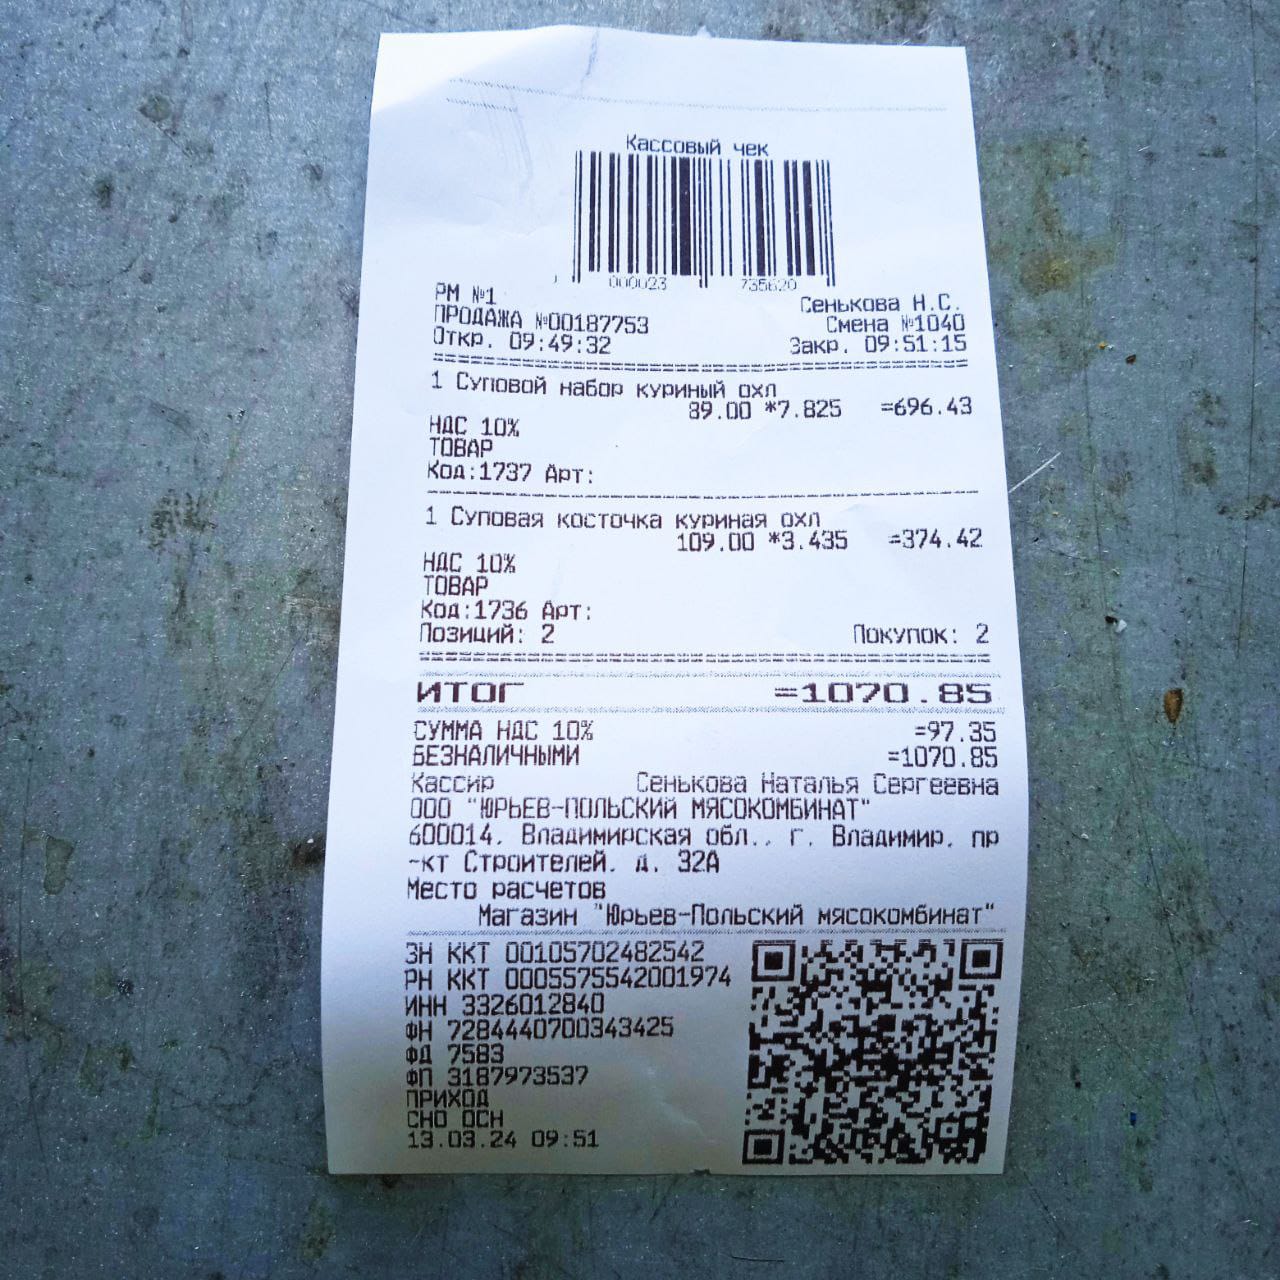 Кассовый чек
000023 735620
РМ №1 Сенькова Н.С.
ПРОДАЖА №00187753 Смена №1040
Откр. 09:49:32 Закр. 09:51:15
1 Суповой набор куриный охл
89.00 *7.825 =696.43
НДС 10%
ТОВАР
Код:1737 Арт:
1 Суповая косточка куриная охл
109.00 *3.435 =374.42
НДС 10%
ТОВАР
Код:1736 Арт:
Позиций: 2 Покупок: 2
ИТОГ =1070.85
СУММА НДС 10% =97.35
БЕЗНАЛИЧНЫМИ =1070.85
Кассир Сенькова Наталья Сергеевна
ООО "ЮРЬЕВ-ПОЛЬСКИЙ МЯСОКОМБИНАТ"
600014, Владимирская обл., г. Владимир, пр
-кт Строителей, д. 32А
Место расчетов
Магазин "Юрьев-Польский мясокомбинат"
ЗН ККТ 00105702482542
РН ККТ 0005575542001974
ИНН 3326012840
ФН 7284440700343425
ФД 7583
ФП 3187973537
ПРИХОД
СНО ОСН
13.03.24 09:51